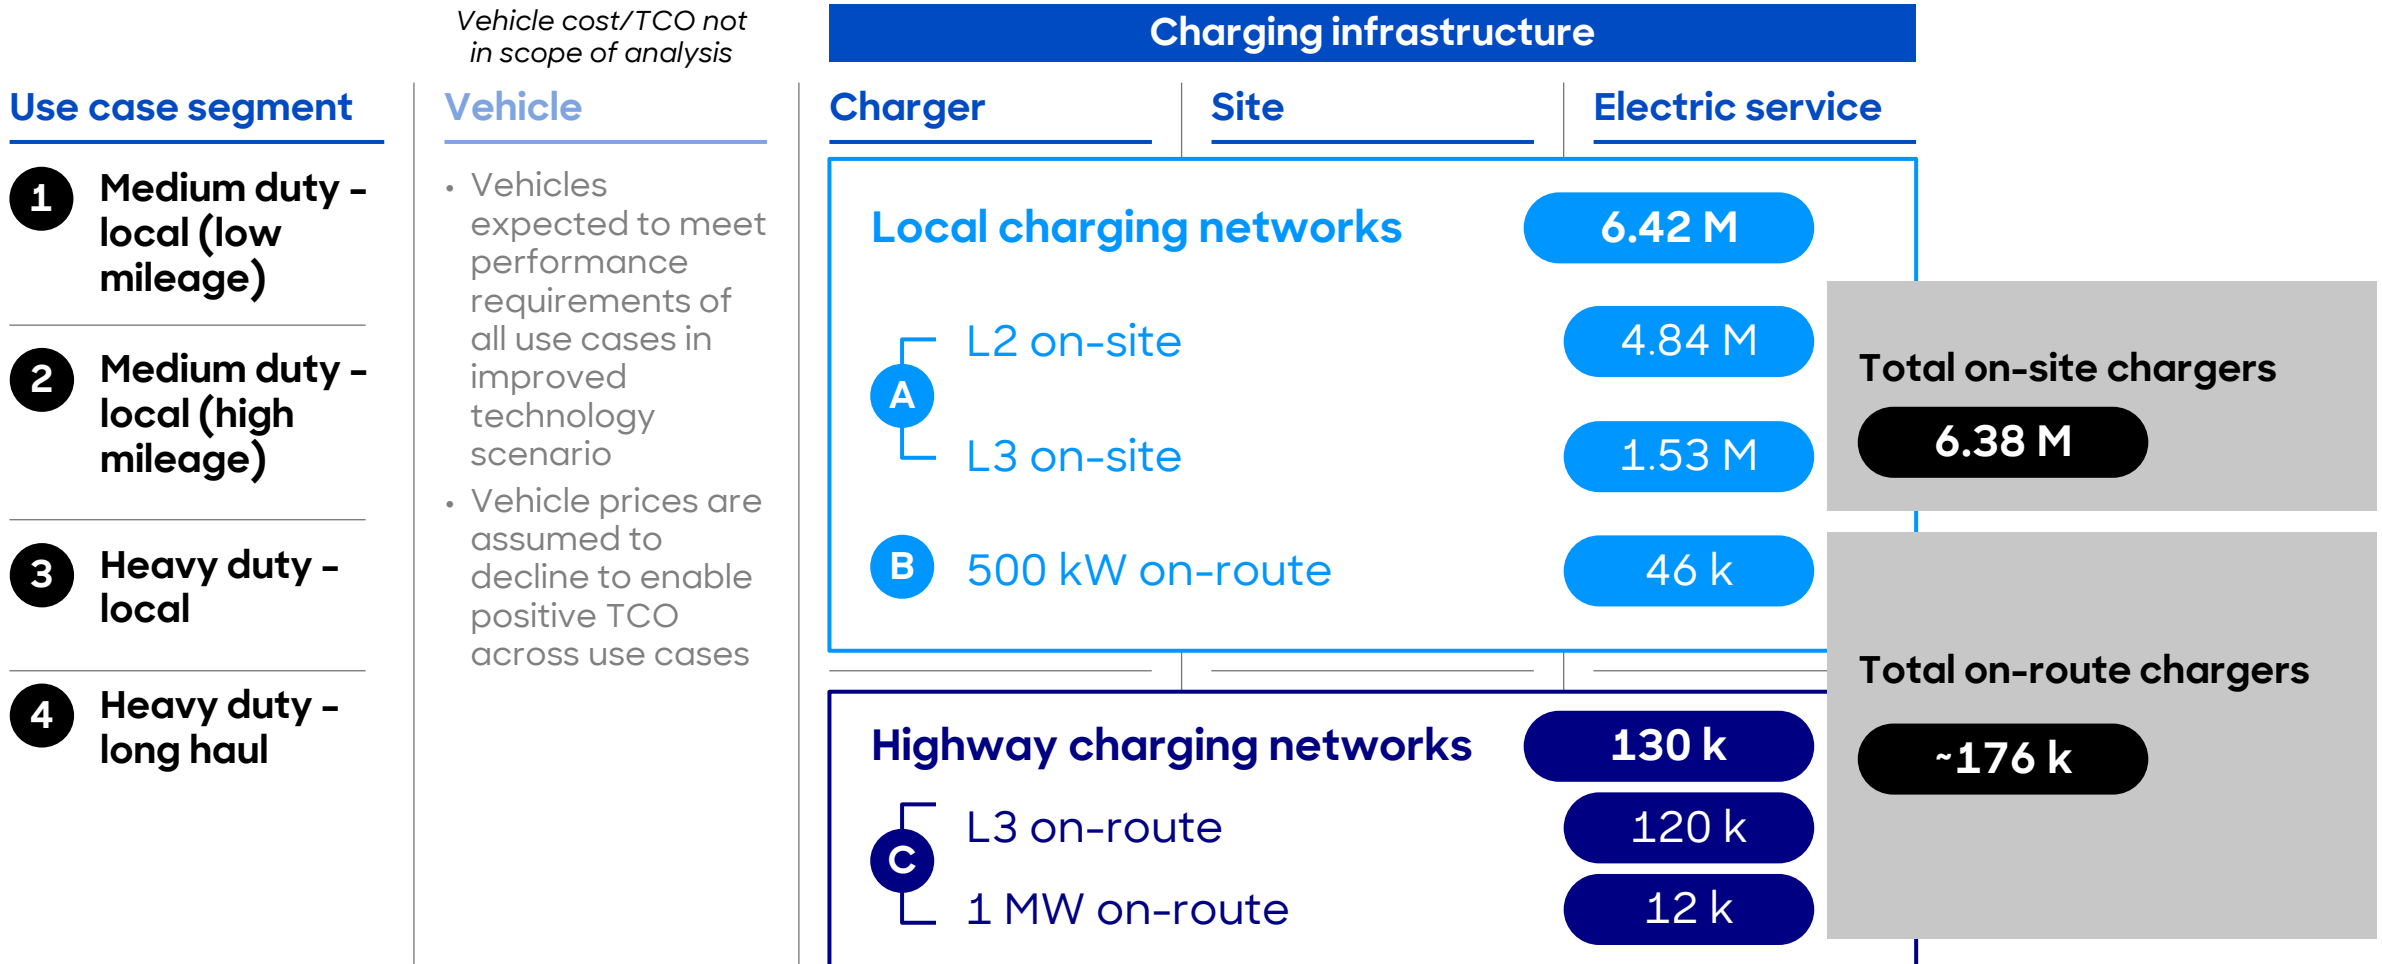 Vehicle cost/TCO not
in scope of analysis
Charging infrastructure
Use case segment
Vehicle
Charger
Site
Electric service
1
Medium duty -
local (low
mileage)
2
Medium duty -
local (high
mileage)
3
Heavy duty -
local
4
Heavy duty -
long haul
• Vehicles
expected to meet
performance
requirements of
all use cases in
improved
technology
scenario
• Vehicle prices are
assumed to
decline to enable
positive TCO
across use cases
Local charging networks
6.42 M
A
L2 on-site
4.84 M
L3 on-site
1.53 M
B
500 kW on-route
46 k
Highway charging networks
130 k
C
L3 on-route
120 k
1 MW on-route
12 k
Total on-site chargers
6.38 M
Total on-route chargers
~176 k